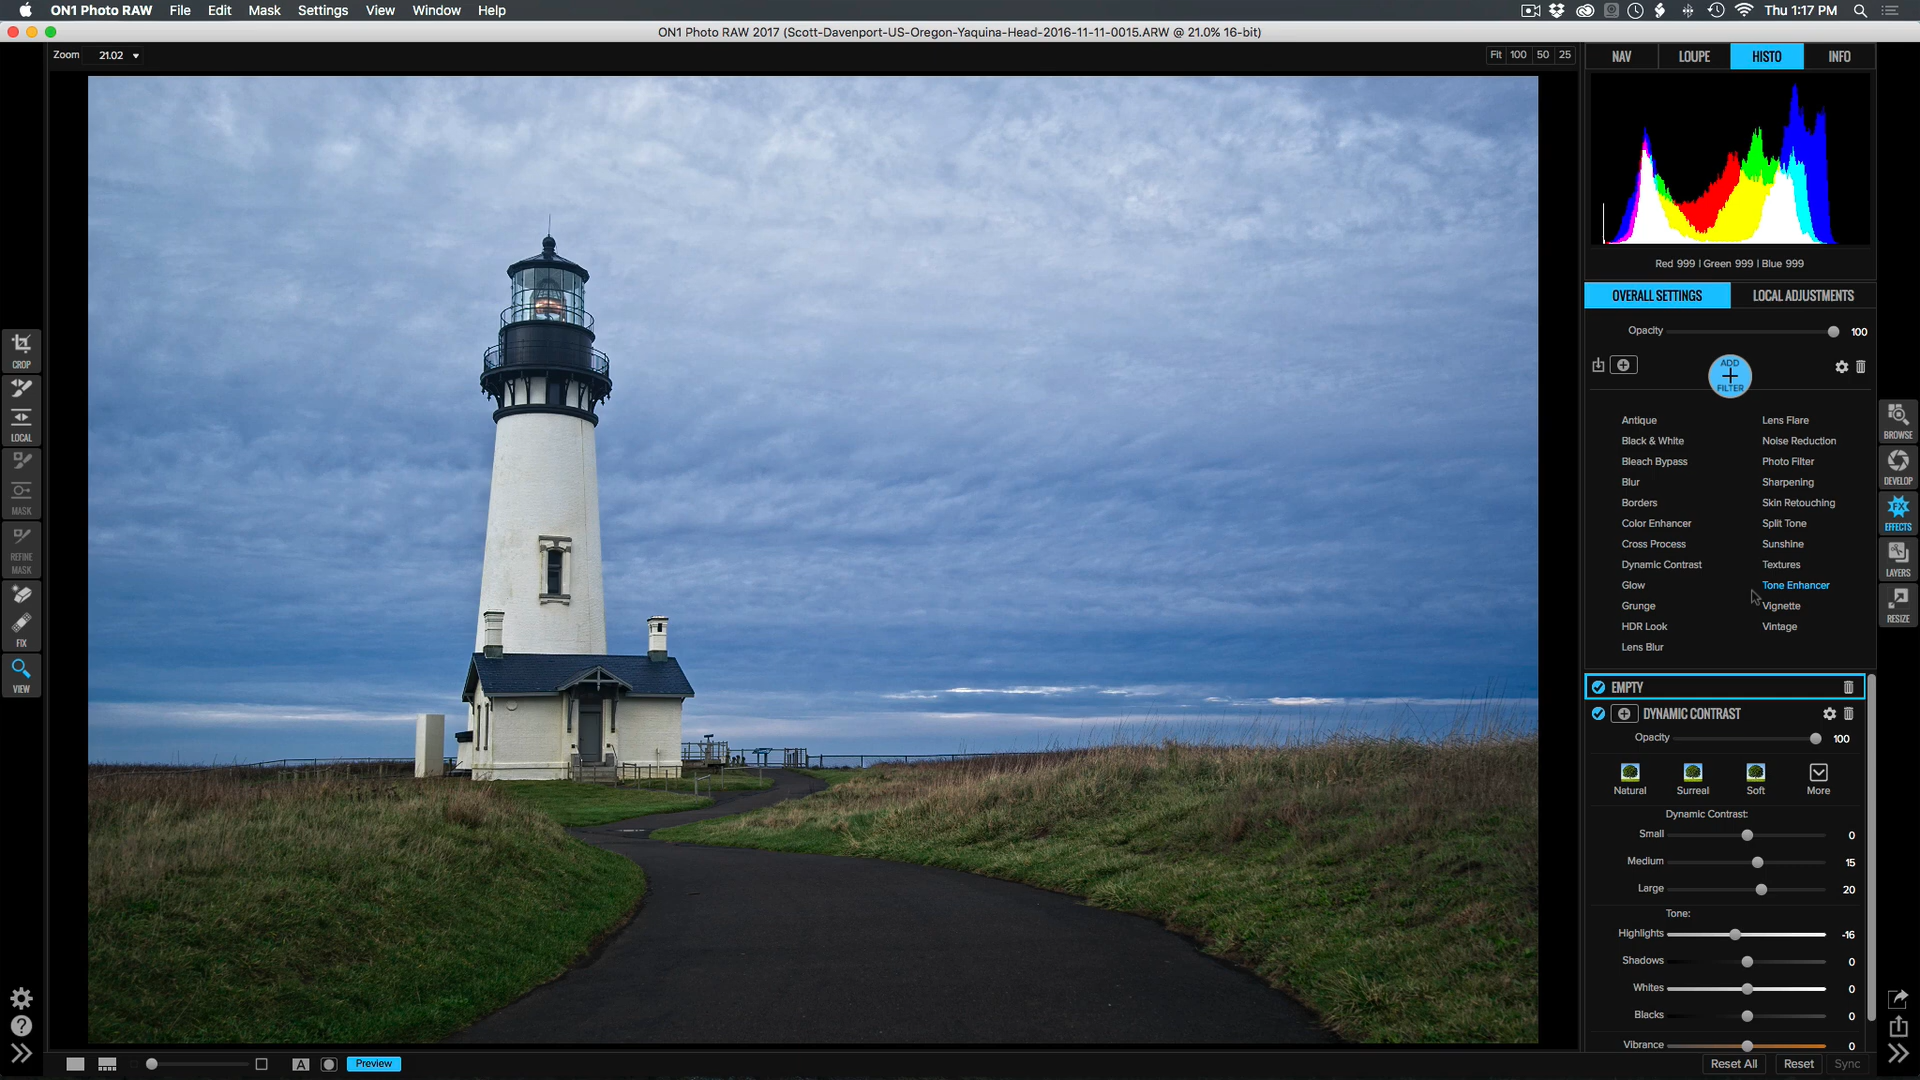 ON1 Photo RAW File Edit Mask Settings View Window Help Thu 1:17 PM
ON1 Photo RAW 2017 (Scott-Davenport-US-Oregon-Yaquina-Head-2016-11-11-0015.ARW @ 21.0% 16-bit)
Zoom 21.02 Fit 100 50 25
NAV LOUPE HISTO INFO
Red 999 | Green 999 | Blue 999
OVERALL SETTINGS LOCAL ADJUSTMENTS
Opacity 100
ADD
FILTER
Antique Lens Flare
Black & White Noise Reduction
Bleach Bypass Photo Filter
Blur Sharpening
Borders Skin Retouching
Color Enhancer Split Tone
Cross Process Sunshine
Dynamic Contrast Textures
Glow Tone Enhancer
Grunge Vignette
HDR Look Vintage
Lens Blur
EMPTY
DYNAMIC CONTRAST
Opacity 100
Natural Surreal Soft More
Dynamic Contrast:
Small 0
Medium 15
Large 20
Tone:
Highlights -16
Shadows 0
Whites 0
Blacks 0
Vibrance 0
Reset All Reset Sync
CROP
LOCAL
MASK
REFINE
MASK
FIX
VIEW
BROWSE
DEVELOP
FX
EFFECTS
LAYERS
RESIZE
A Preview